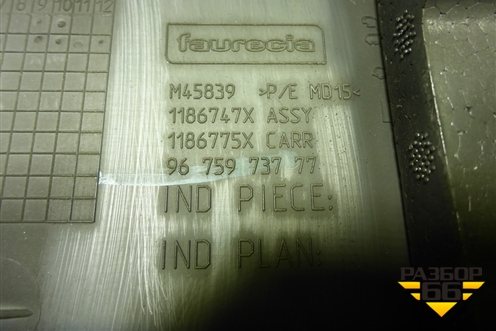 8 9 10 11 12
faurecia
M45839 >P/E MD15<
1186747X ASSY
1186775X CARR
96 759 737 77
IND PIECE:
IND PLAN:
РАЗБОР
66